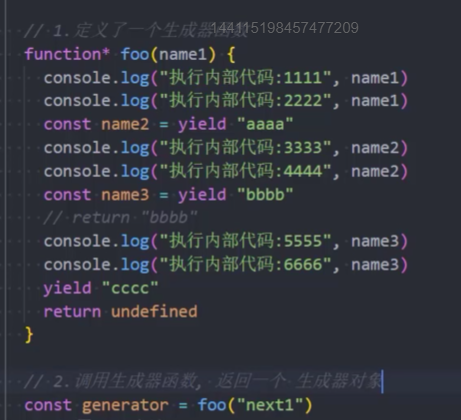 144115198457477209
// 1.定义了一个生成器函数
function* foo(name1) {
console.log("执行内部代码:1111", name1)
console.log("执行内部代码:2222", name1)
const name2 = yield "aaaa"
console.log("执行内部代码:3333", name2)
console.log("执行内部代码:4444", name2)
const name3 = yield "bbbb"
// return "bbbb"
console.log("执行内部代码:5555", name3)
console.log("执行内部代码:6666", name3)
yield "cccc"
return undefined
}
// 2.调用生成器函数, 返回一个 生成器对象
const generator = foo("next1")